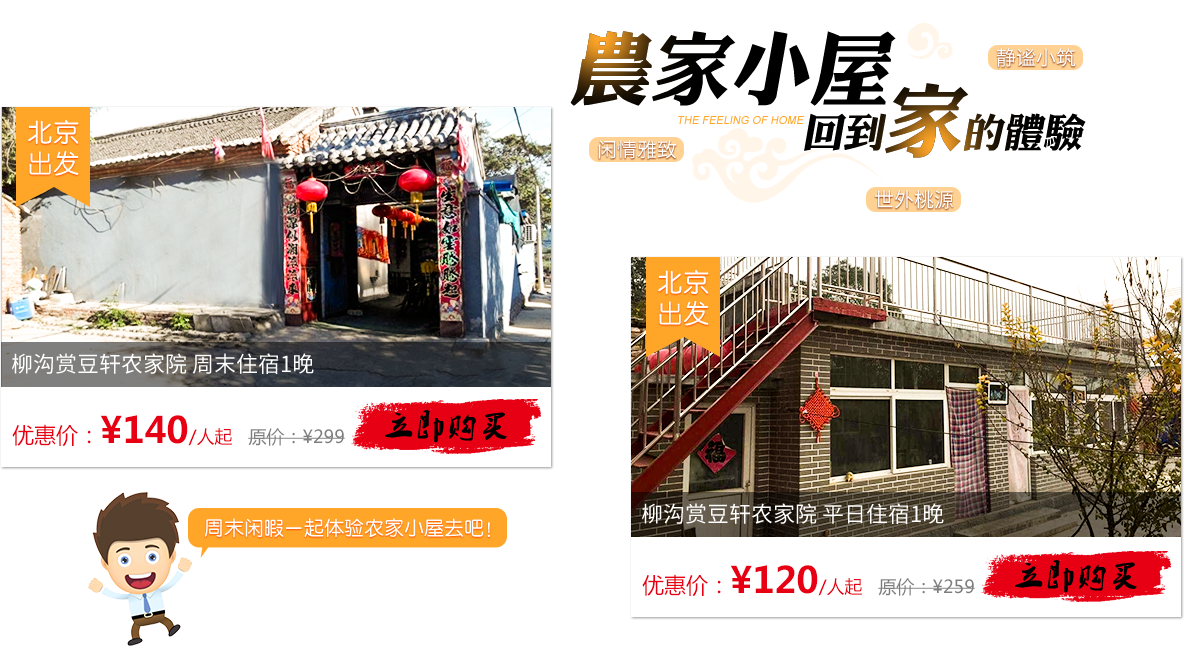 農家小屋
静谧小筑
THE FEELING OF HOME
回到家的體驗
闲情雅致
世外桃源
北京
出发
柳沟赏豆轩农家院 周末住宿1晚
优惠价：¥140/人起 原价：¥299
立即购买
周末闲暇一起体验农家小屋去吧!
北京
出发
福
柳沟赏豆轩农家院 平日住宿1晚
优惠价：¥120/人起 原价：¥259
立即购买